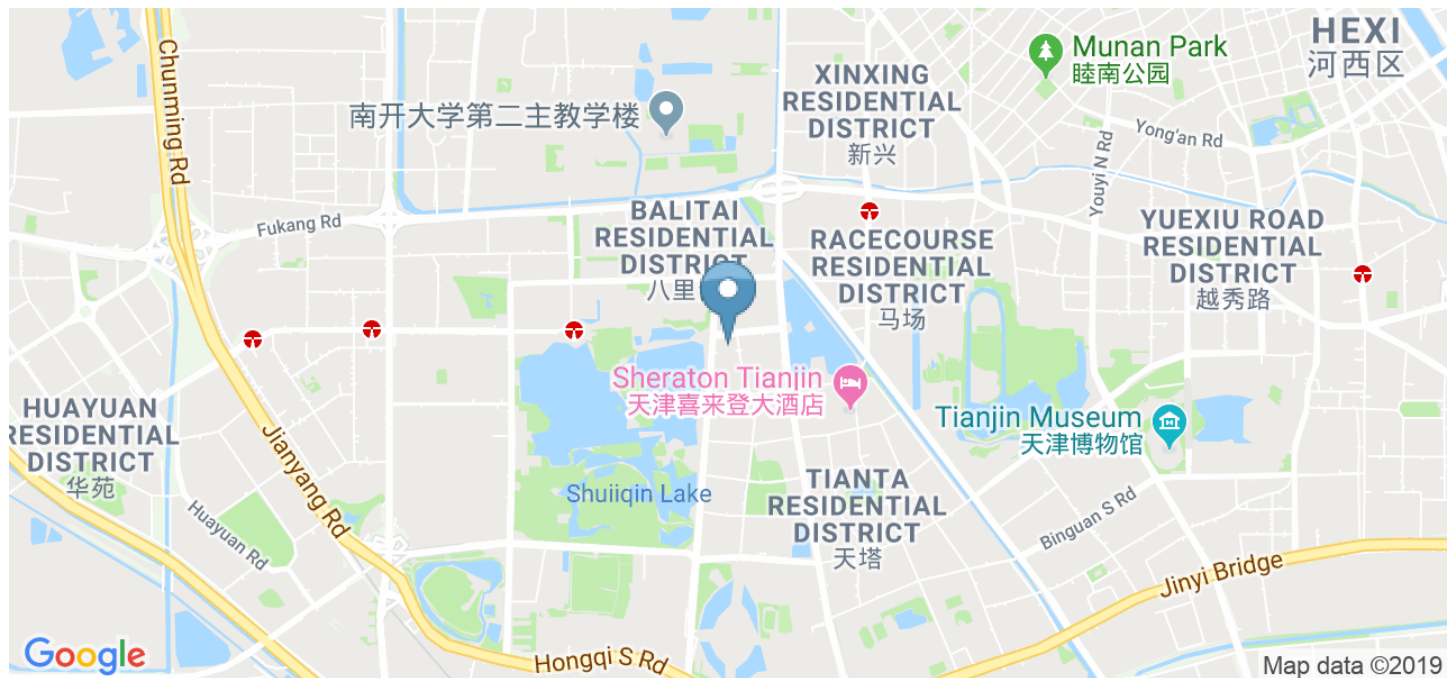 HEXI
河西区
Munan Park
睦南公园
Chunming Rd
XINXING
RESIDENTIAL
DISTRICT
新兴
南开大学第二主教学楼
Yong'an Rd
Youyi N Rd
Fukang Rd
BALITAI
RESIDENTIAL
DISTRICT
八里
RACECOURSE
RESIDENTIAL
DISTRICT
马场
YUEXIU ROAD
RESIDENTIAL
DISTRICT
越秀路
Sheraton Tianjin
天津喜来登大酒店
HUAYUAN
RESIDENTIAL
DISTRICT
华苑
Jianyang Rd
Tianjin Museum
天津博物馆
Shuiiqin Lake
TIANTA
RESIDENTIAL
DISTRICT
天塔
Huayuan Rd
Binguan S Rd
Jinyi Bridge
Hongqi S Rd
Google
Map data ©2019